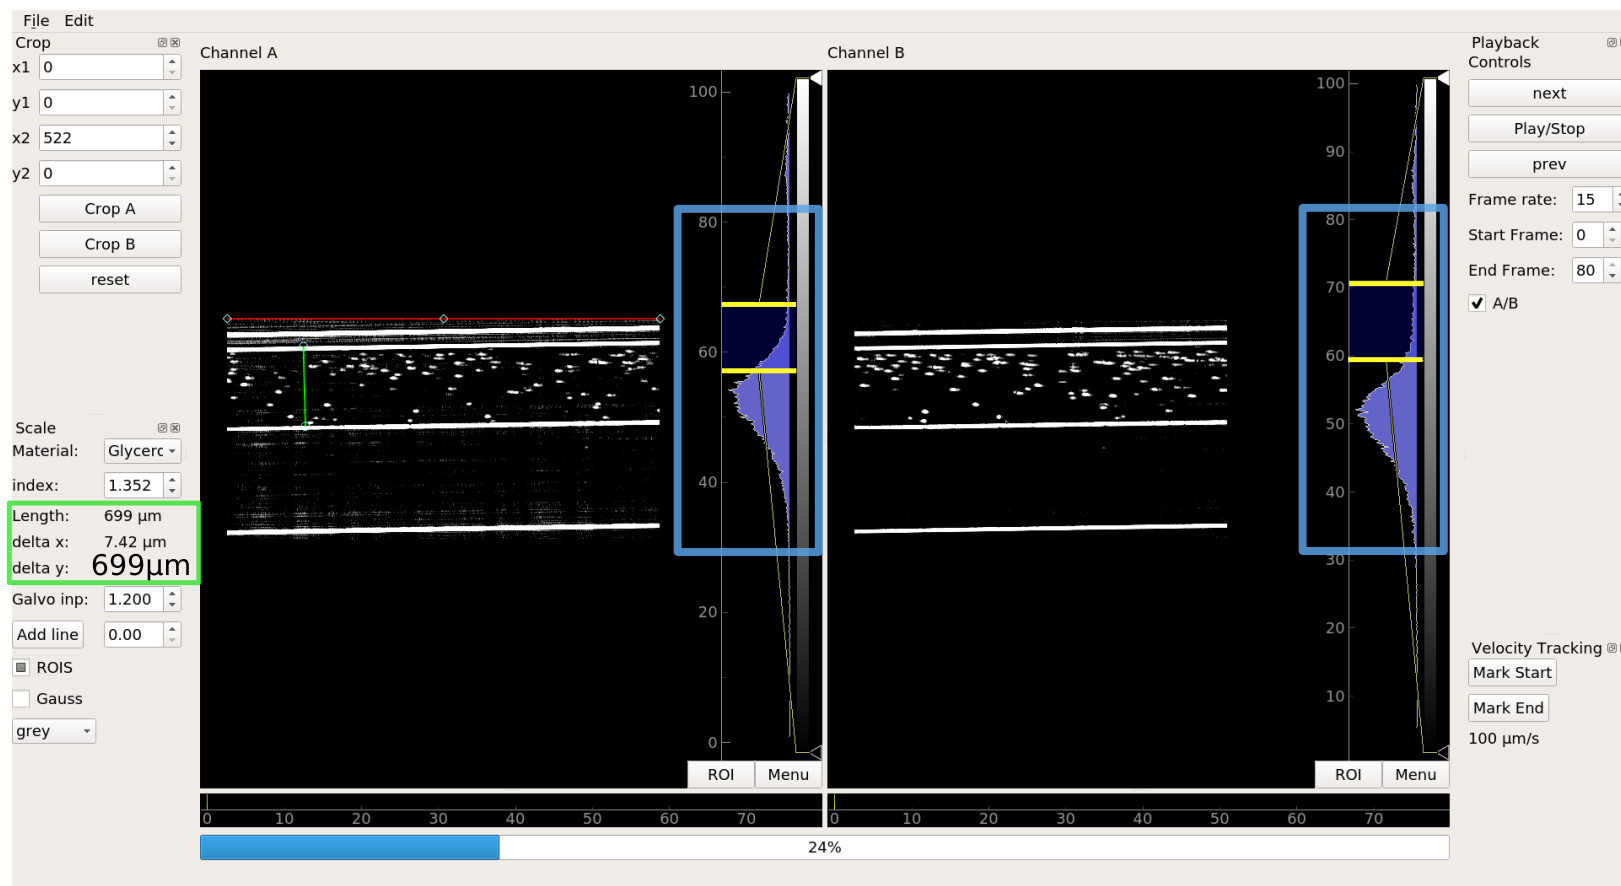 File Edit
Crop
x1 0
y1 0
x2 522
y2 0
Crop A
Crop B
reset
Scale
Material: Glycerc
index: 1.352
Length: 699 µm
delta x: 7.42 µm
delta y: 699µm
Galvo inp: 1.200
Add line 0.00
ROIS
Gauss
grey
Channel A
100
80
60
40
20
0
ROI Menu
0 10 20 30 40 50 60 70
Channel B
100
90
80
70
60
50
40
30
20
10
ROI Menu
0 10 20 30 40 50 60 70
24%
Playback
Controls
next
Play/Stop
prev
Frame rate: 15
Start Frame: 0
End Frame: 80
A/B
Velocity Tracking
Mark Start
Mark End
100 µm/s